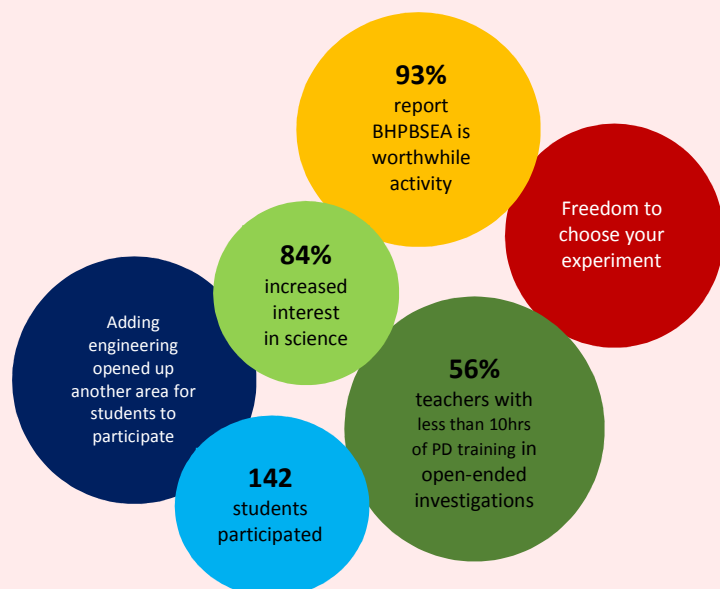 93%
report
BHPBSEA is
worthwhile
activity
Freedom to
choose your
experiment
84%
increased
interest
in science
Adding
engineering
opened up
another area for
students to
participate
56%
teachers with
less than 10hrs
of PD training in
open-ended
investigations
142
students
participated